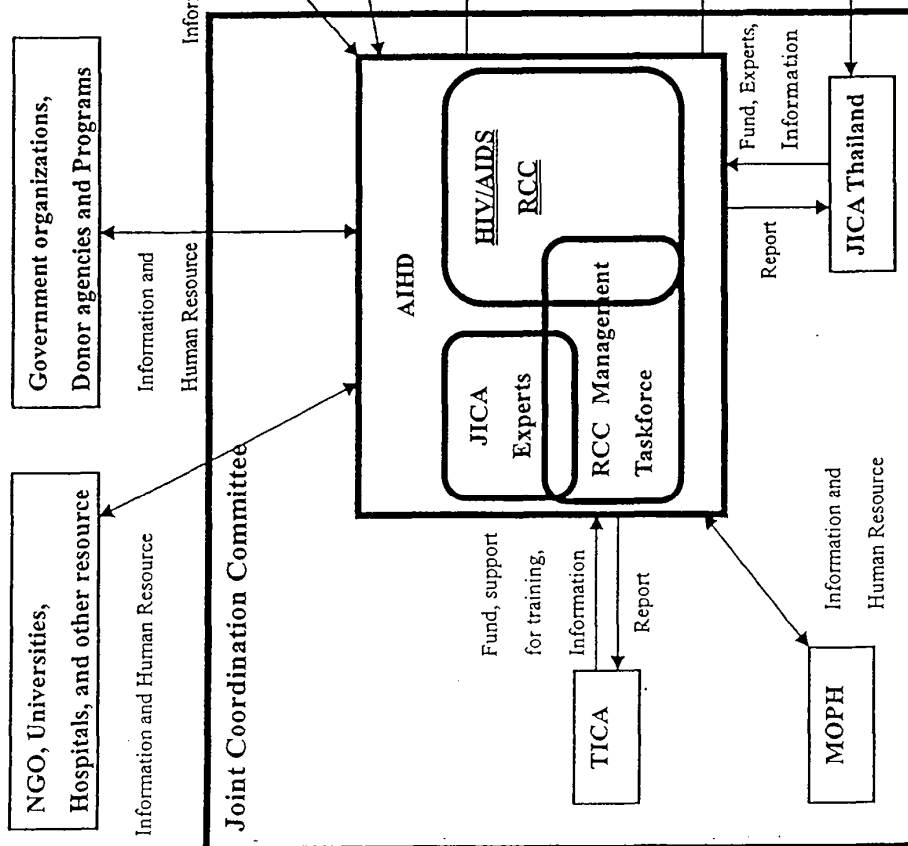 NGO, Universities,
Hospitals, and other resource
Government organizations,
Donor agencies and Programs
Information and Human Resource
Information and
Human Resource
Joint Coordination Committee
AIHD
JICA
Experts
HIV/AIDS
RCC
RCC Management
Taskforce
Fund, support
for training,
Information
Report
TICA
MOPH
Information and
Human Resource
Report
Fund, Experts,
Information
JICA Thailand